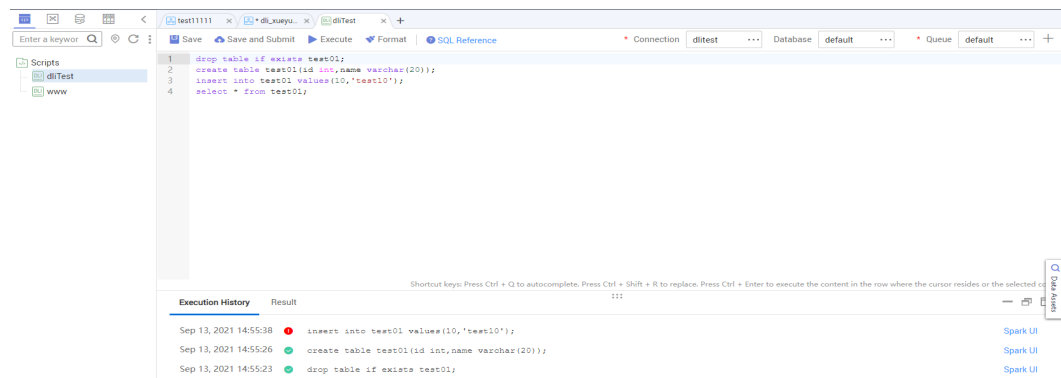 test11111 × * dli_xueyu... × dliTest × +
Enter a keywor
Save Save and Submit Execute Format SQL Reference * Connection dlitest ... Database default ... * Queue default ... +
Scripts
dliTest
www
1 drop table if exists test01;
2 create table test01(id int,name varchar(20));
3 insert into test01 values(10,'test10');
4 select * from test01;
Shortcut keys: Press Ctrl + Q to autocomplete. Press Ctrl + Shift + R to replace. Press Ctrl + Enter to execute the content in the row where the cursor resides or the selected
Data Assets
Execution History Result
Sep 13, 2021 14:55:38 insert into test01 values(10,'test10'); Spark UI
Sep 13, 2021 14:55:26 create table test01(id int,name varchar(20)); Spark UI
Sep 13, 2021 14:55:23 drop table if exists test01; Spark UI